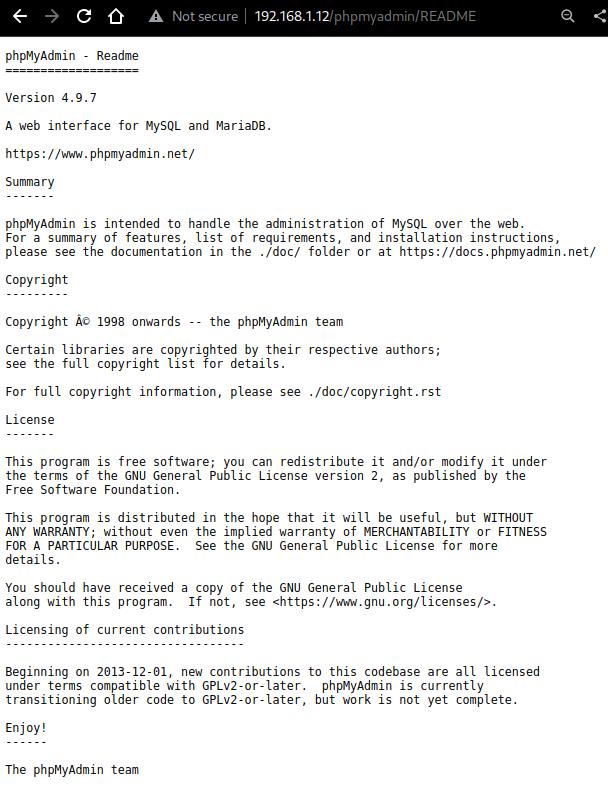 Not secure 192.168.1.12/phpmyadmin/README
phpMyAdmin - Readme
===================
Version 4.9.7
A web interface for MySQL and MariaDB.
https://www.phpmyadmin.net/
Summary
-------
phpMyAdmin is intended to handle the administration of MySQL over the web.
For a summary of features, list of requirements, and installation instructions,
please see the documentation in the ./doc/ folder or at https://docs.phpmyadmin.net/
Copyright
---------
Copyright Â© 1998 onwards -- the phpMyAdmin team
Certain libraries are copyrighted by their respective authors;
see the full copyright list for details.
For full copyright information, please see ./doc/copyright.rst
License
-------
This program is free software; you can redistribute it and/or modify it under
the terms of the GNU General Public License version 2, as published by the
Free Software Foundation.
This program is distributed in the hope that it will be useful, but WITHOUT
ANY WARRANTY; without even the implied warranty of MERCHANTABILITY or FITNESS
FOR A PARTICULAR PURPOSE.  See the GNU General Public License for more
details.
You should have received a copy of the GNU General Public License
along with this program.  If not, see <https://www.gnu.org/licenses/>.
Licensing of current contributions
----------------------------------
Beginning on 2013-12-01, new contributions to this codebase are all licensed
under terms compatible with GPLv2-or-later.  phpMyAdmin is currently
transitioning older code to GPLv2-or-later, but work is not yet complete.
Enjoy!
------
The phpMyAdmin team